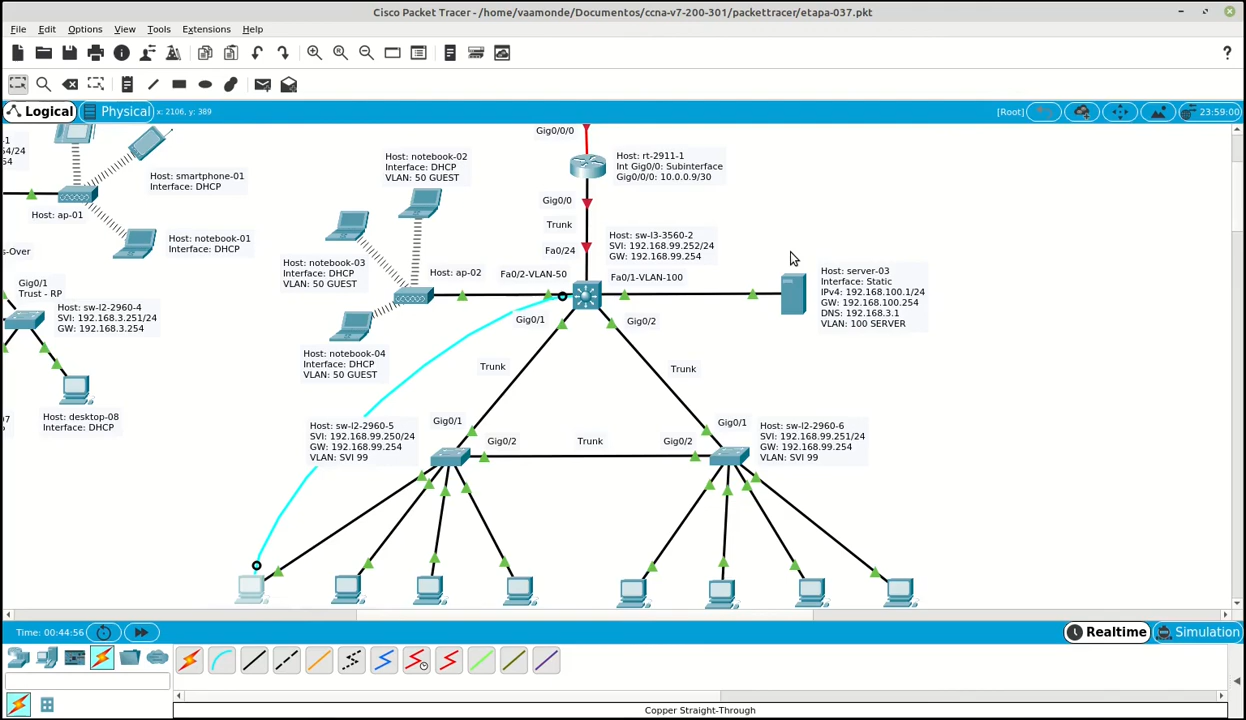 Cisco Packet Tracer - /home/vaamonde/Documentos/ccna-v7-200-301/packettracer/etapa-037.pkt
File Edit Options View Tools Extensions Help
?
Logical Physical x: 2106, y: 389 [Root] 23:59:00
-1
54/24
54
Host: smartphone-01
Interface: DHCP
Host: ap-01
Host: notebook-01
Interface: DHCP
s-Over
Gig0/1
Trust - RP
Host: sw-l2-2960-4
SVI: 192.168.3.251/24
GW: 192.168.3.254
07
Host: desktop-08
Interface: DHCP
Host: notebook-02
Interface: DHCP
VLAN: 50 GUEST
Host: notebook-03
Interface: DHCP
VLAN: 50 GUEST
Host: ap-02
Host: notebook-04
Interface: DHCP
VLAN: 50 GUEST
Gig0/0/0
Host: rt-2911-1
Int Gig0/0: Subinterface
Gig0/0/0: 10.0.0.9/30
Gig0/0
Trunk
Fa0/24
Host: sw-l3-3560-2
SVI: 192.168.99.252/24
GW: 192.168.99.254
Fa0/2-VLAN-50
Fa0/1-VLAN-100
Host: server-03
Interface: Static
IPv4: 192.168.100.1/24
GW: 192.168.100.254
DNS: 192.168.3.1
VLAN: 100 SERVER
Gig0/1
Gig0/2
Trunk
Trunk
Host: sw-l2-2960-5
SVI: 192.168.99.250/24
GW: 192.168.99.254
VLAN: SVI 99
Gig0/1
Gig0/2
Trunk
Gig0/2
Gig0/1
Host: sw-l2-2960-6
SVI: 192.168.99.251/24
GW: 192.168.99.254
VLAN: SVI 99
Time: 00:44:56
Realtime Simulation
Copper Straight-Through